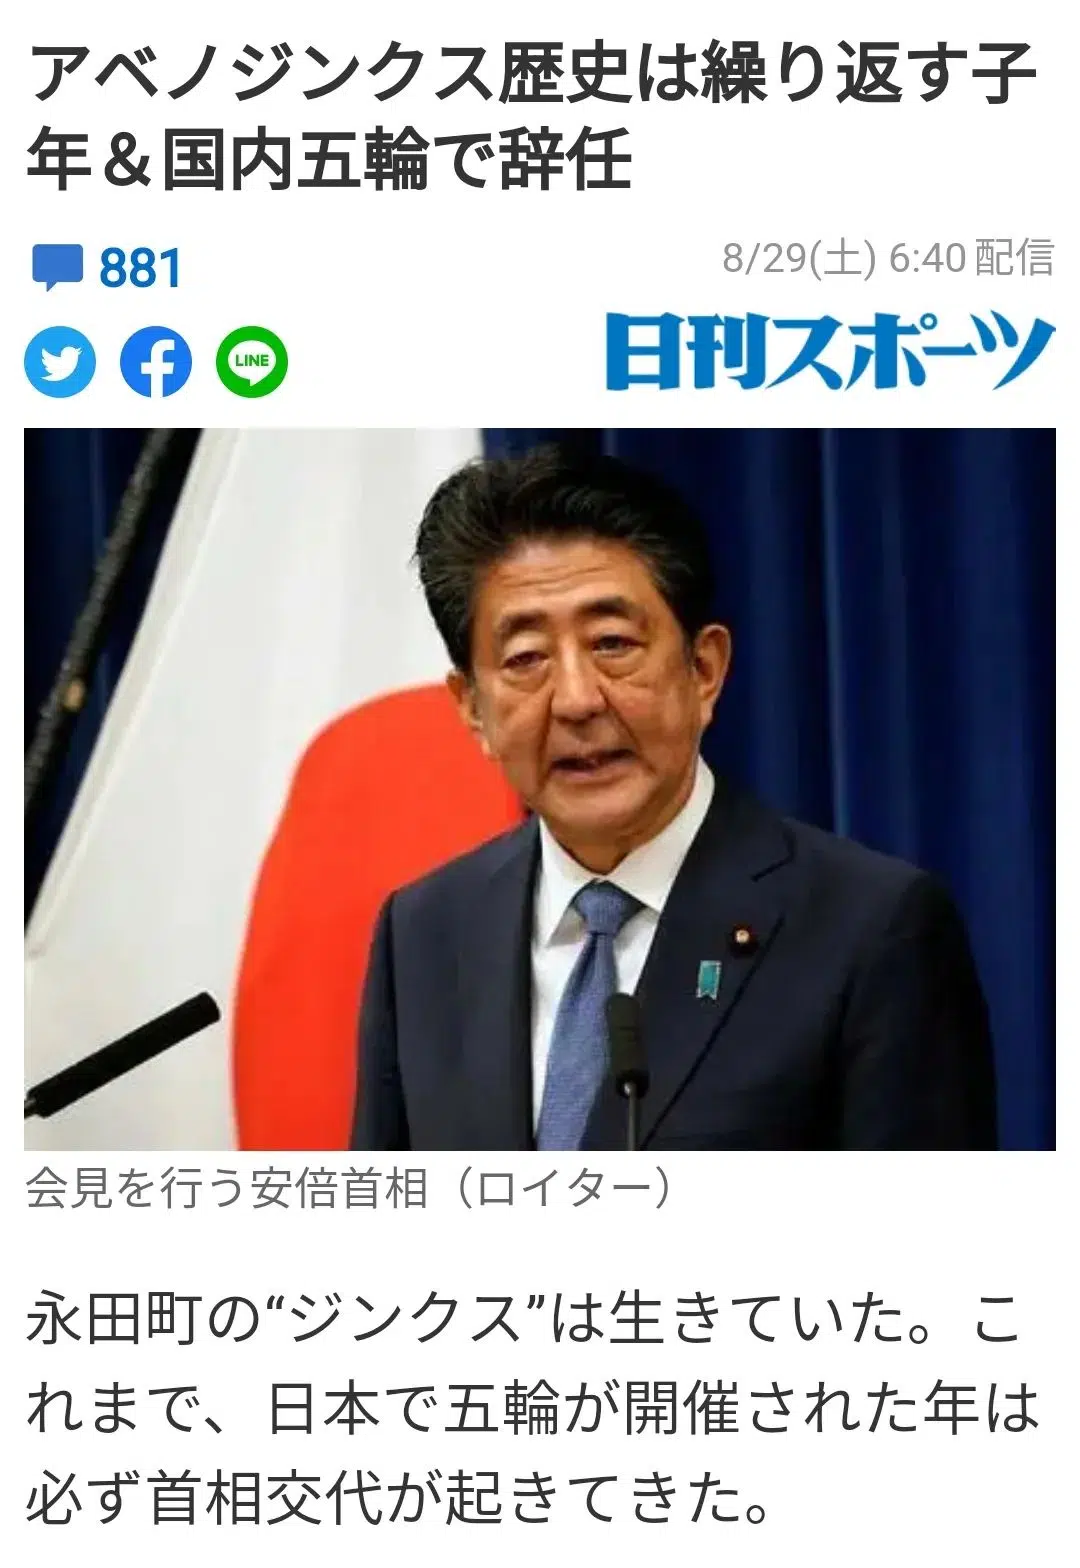 アベノジンクス歴史は繰り返す子
年＆国内五輪で辞任
881
8/29(土) 6:40配信
LINE
日刊スポーツ
会見を行う安倍首相（ロイター）
永田町の“ジンクス”は生きていた。こ
れまで、日本で五輪が開催された年は
必ず首相交代が起きてきた。